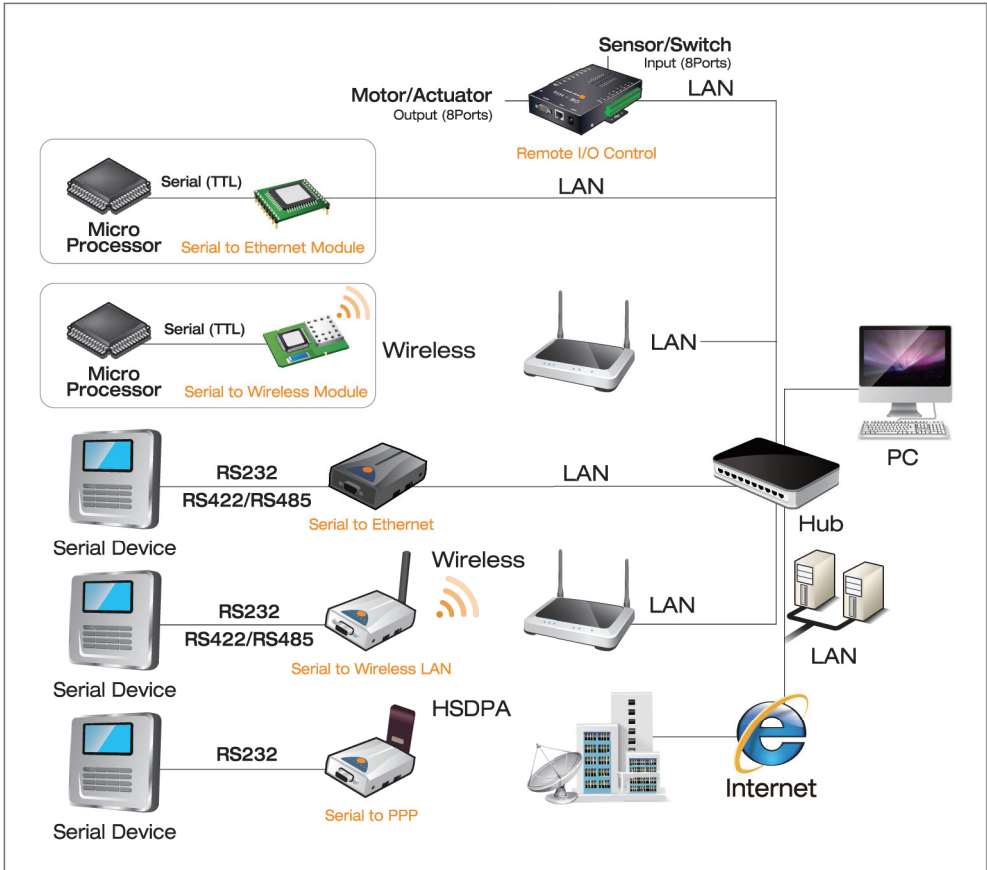 Sensor/Switch
Input (8Ports)
LAN
Motor/Actuator
Output (8Ports)
Remote I/O Control
Serial (TTL)
LAN
Micro
Processor
Serial to Ethernet Module
Serial (TTL)
Wireless
LAN
Micro
Processor
Serial to Wireless Module
PC
RS232
RS422/RS485
LAN
Serial to Ethernet
Hub
Serial Device
Wireless
RS232
RS422/RS485
LAN
Serial to Wireless LAN
LAN
Serial Device
HSDPA
RS232
Internet
Serial to PPP
Serial Device